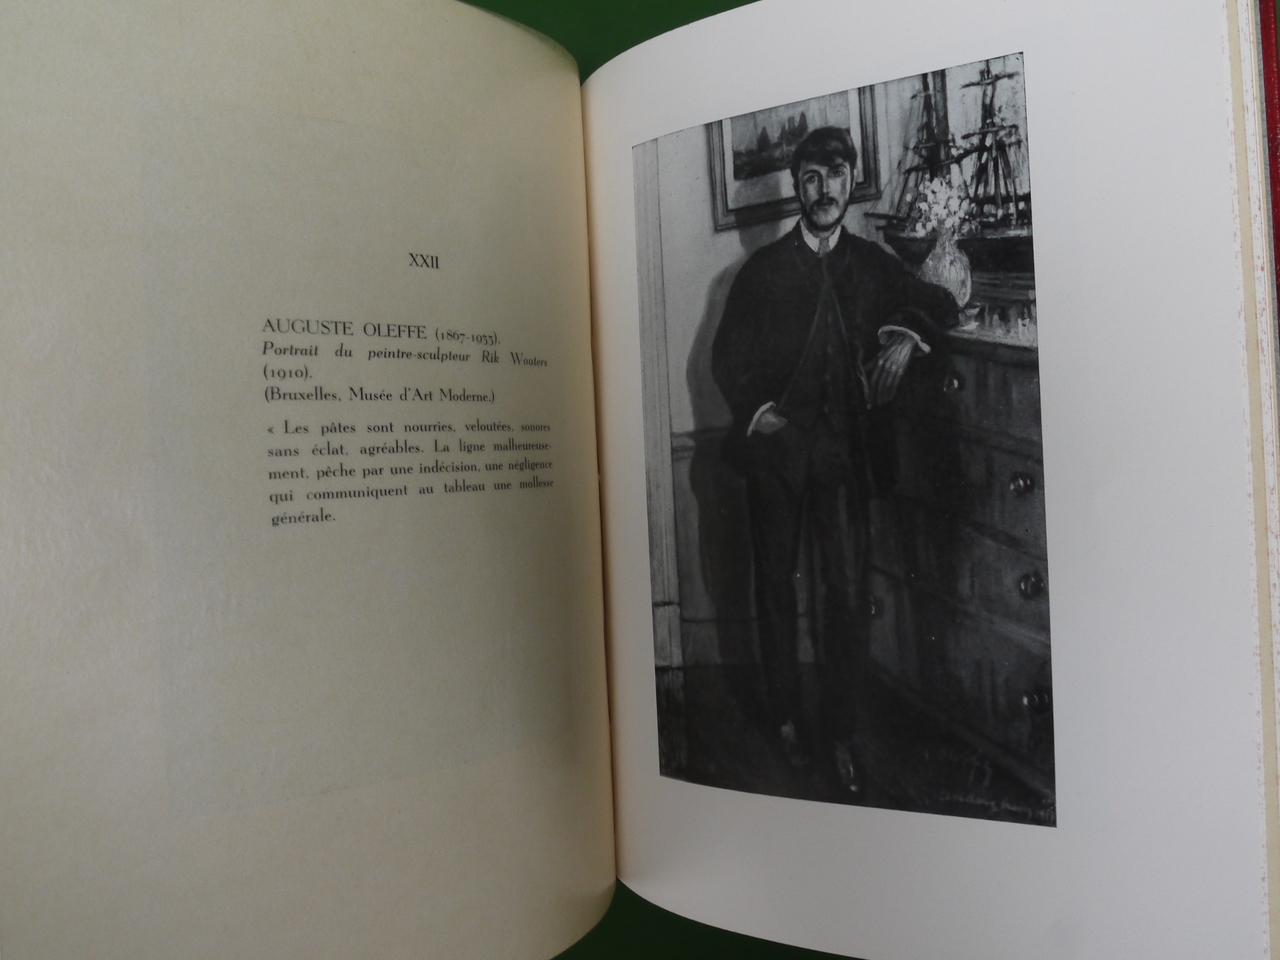 XXII
AUGUSTE OLEFFE (1867-1933).
Portrait du peintre-sculpteur Rik Wouters
(1910).
(Bruxelles, Musée d'Art Moderne.)
« Les pâtes sont nourries, veloutées, sonores
sans éclat, agréables. La ligne malheureuse-
ment, pêche par une indécision, une négligence
qui communiquent au tableau une mollesse
générale.